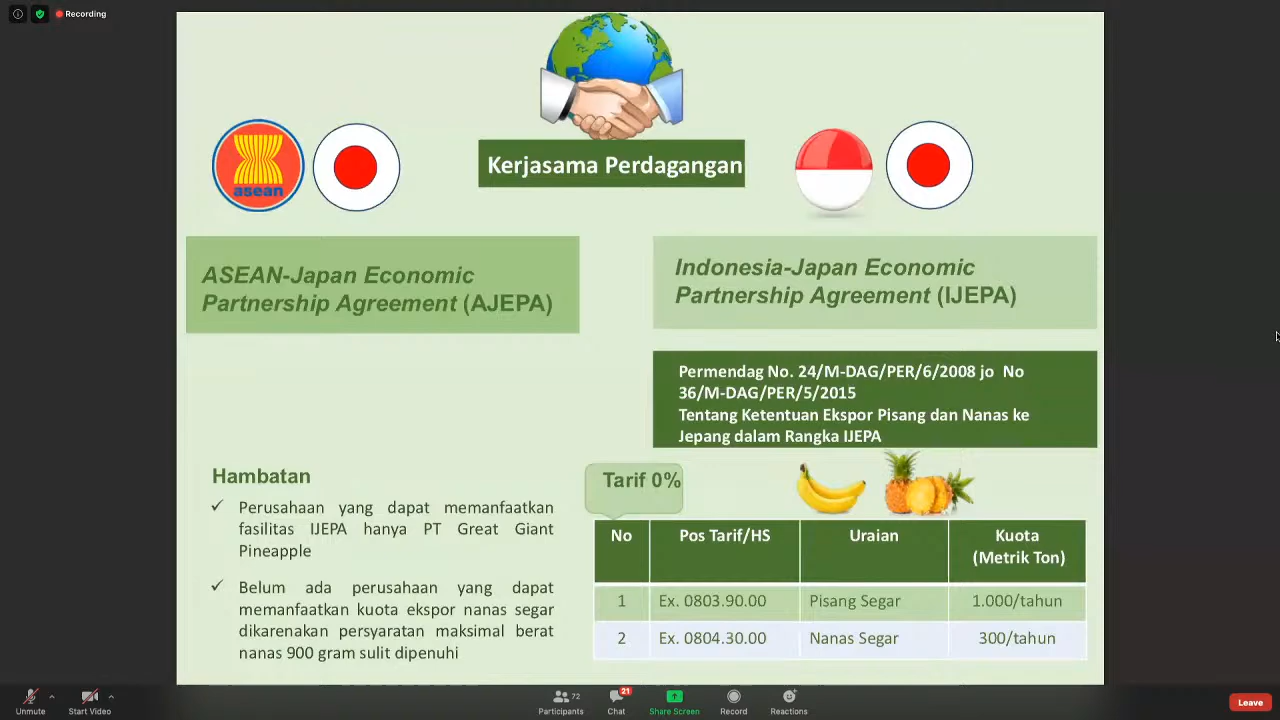 Recording
asean
Kerjasama Perdagangan
ASEAN-Japan Economic
Partnership Agreement (AJEPA)
Indonesia-Japan Economic
Partnership Agreement (IJEPA)
Permendag No. 24/M-DAG/PER/6/2008 jo No
36/M-DAG/PER/5/2015
Tentang Ketentuan Ekspor Pisang dan Nanas ke
Jepang dalam Rangka IJEPA
Hambatan
Perusahaan yang dapat memanfaatkan
fasilitas IJEPA hanya PT Great Giant
Pineapple
Belum ada perusahaan yang dapat
memanfaatkan kuota ekspor nanas segar
dikarenakan persyaratan maksimal berat
nanas 900 gram sulit dipenuhi
Tarif 0%
No Pos Tarif/HS Uraian Kuota
(Metrik Ton)
1 Ex. 0803.90.00 Pisang Segar 1.000/tahun
2 Ex. 0804.30.00 Nanas Segar 300/tahun
Unmute Start Video Participants 72 Chat 21 Share Screen Record Reactions Leave